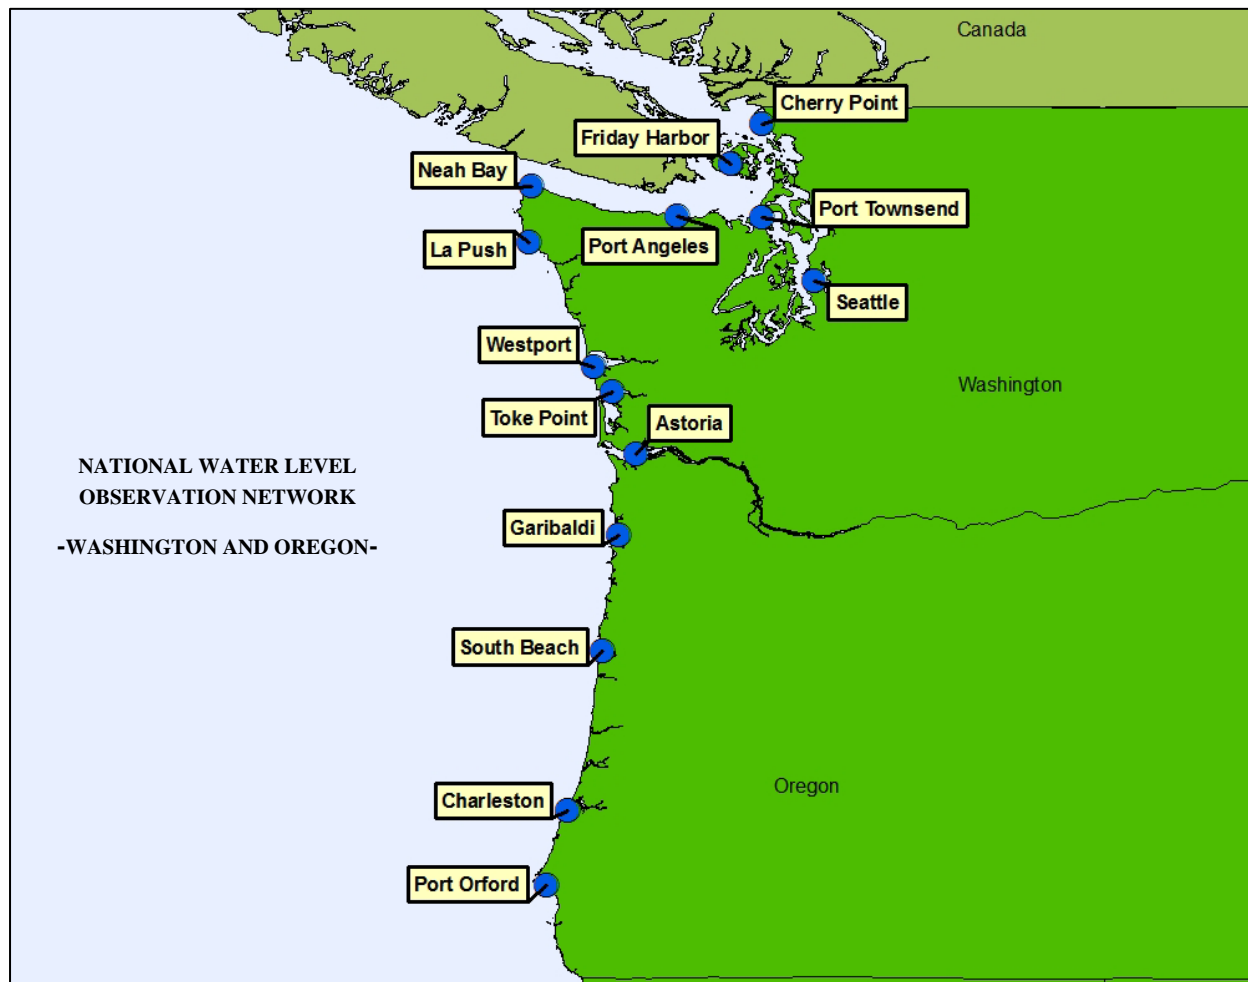 Canada
Cherry Point
Friday Harbor
Neah Bay
Port Townsend
La Push
Port Angeles
Seattle
Westport
Washington
Toke Point
Astoria
NATIONAL WATER LEVEL
OBSERVATION NETWORK
-WASHINGTON AND OREGON-
Garibaldi
South Beach
Oregon
Charleston
Port Orford